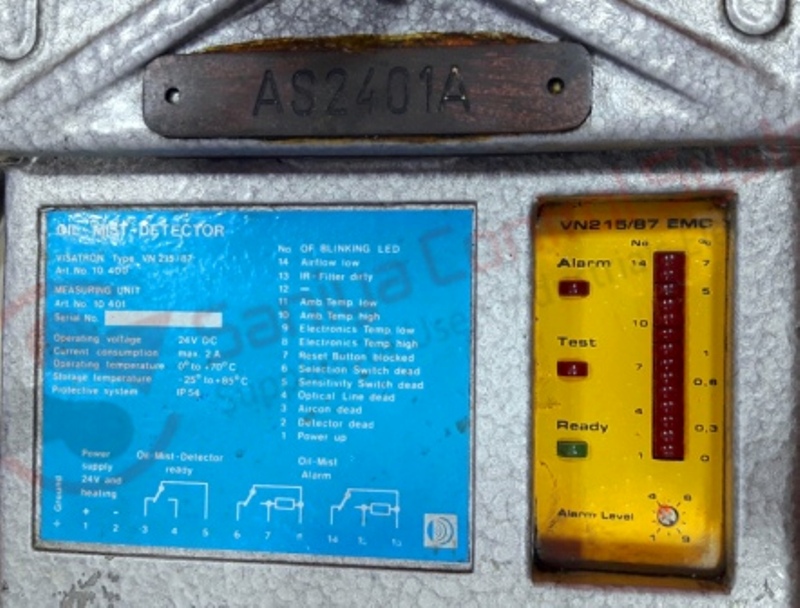 AS2401A
OIL MIST-DETECTOR
VISATRON Type VN 215/87
Art. No. 10 400
MEASURING UNIT
Art. No. 10 401
Serial No.
Operating voltage 24V DC
Current consumption max. 2 A
Operating temperature 0° to +70° C
Storage temperature -25° to +85° C
Protective system IP 54
No OF BLINKING LED
14 Airflow low
13 IR-Filter dirty
12 —
11 Amb. Temp. low
10 Amb. Temp. high
9 Electronics Temp. low
8 Electronics Temp. high
7 Reset Button blocked
6 Selection Switch dead
5 Sensitivity Switch dead
4 Optical Line dead
3 Aircon dead
2 Detector dead
1 Power up
Power
supply
24V and
heating
Oil-Mist-Detector
ready
Oil-Mist
Alarm
Ground
+ -
1 2 3 4 5 6 7 8 14
VN215/87 EMC
No %
Alarm 14 7
5
10
Test 1
7 0,6
4
Ready 0,3
1 0
Alarm Level
4 6
1 9